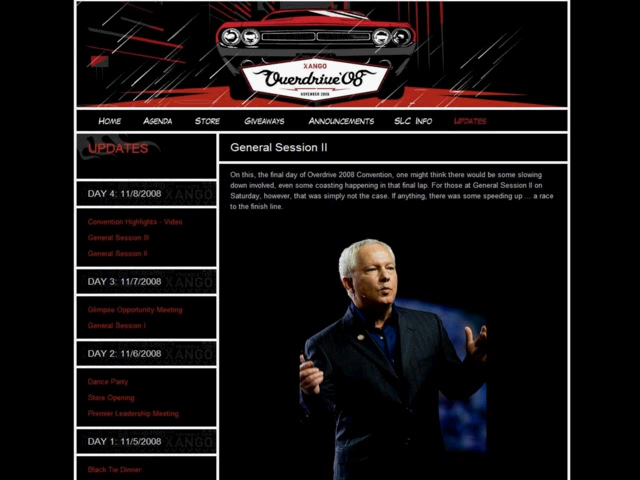 XANGO
Overdrive'08
NOVEMBER 2008
Home Agenda Store Giveaways Announcements SLC Info Updates
UPDATES
DAY 4: 11/8/2008
Convention Highlights - Video
General Session III
General Session II
DAY 3: 11/7/2008
Glimpse Opportunity Meeting
General Session I
DAY 2: 11/6/2008
Dance Party
Store Opening
Premier Leadership Meeting
DAY 1: 11/5/2008
Black Tie Dinner
General Session II
On this, the final day of Overdrive 2008 Convention, one might think there would be some slowing
down involved, even some coasting happening in that final lap. For those at General Session II on
Saturday, however, that was simply not the case. If anything, there was some speeding up ... a race
to the finish line.